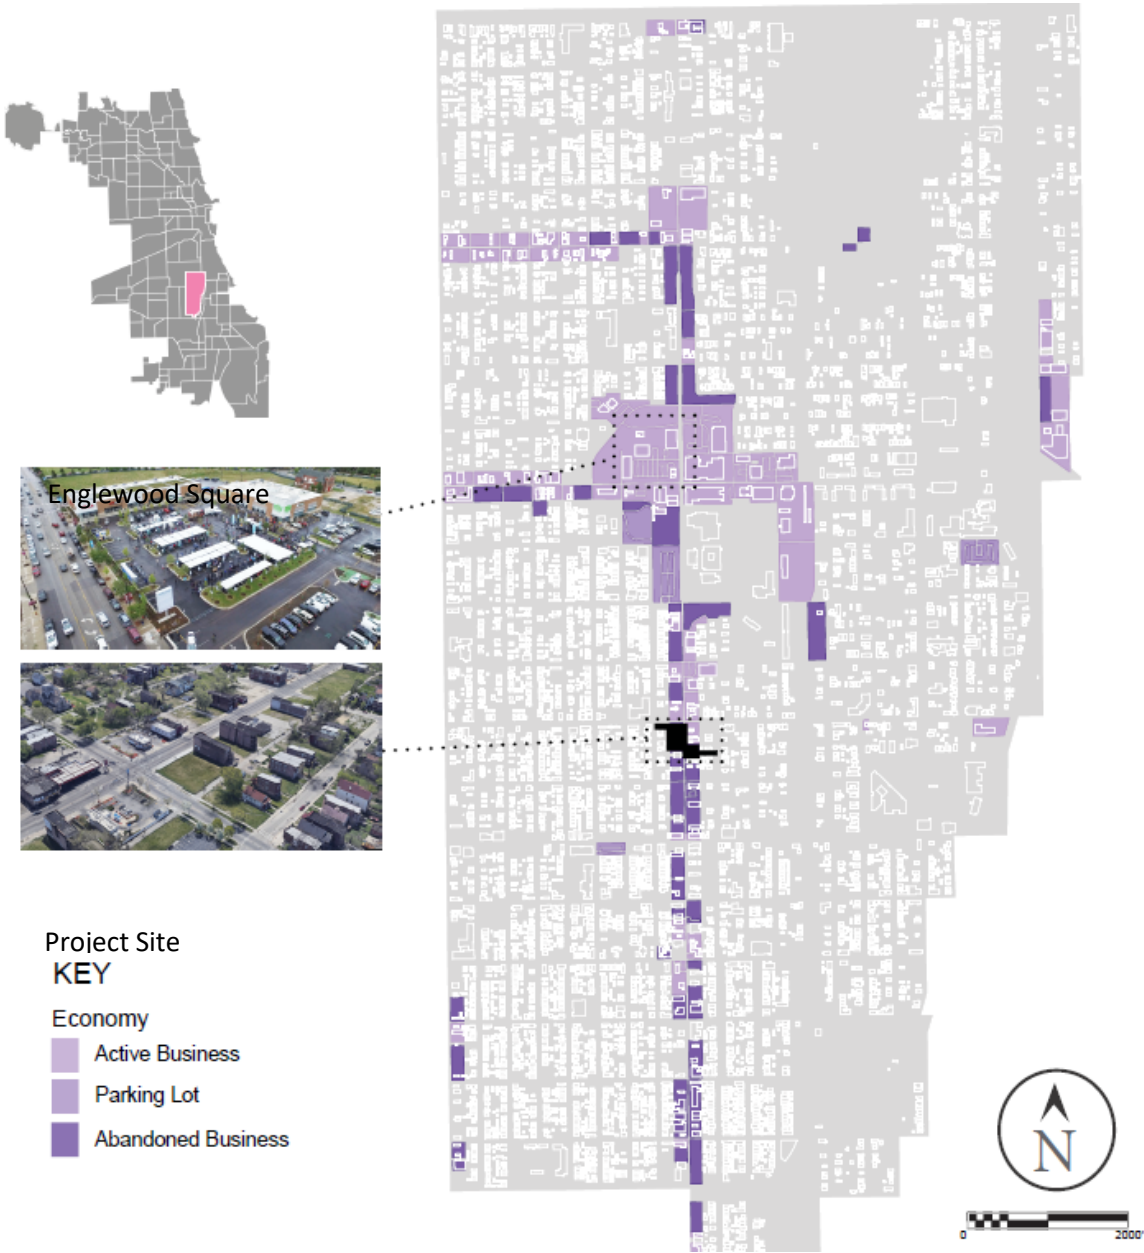 Englewood Square
Project Site
KEY
Economy
Active Business
Parking Lot
Abandoned Business
N
0 2000'